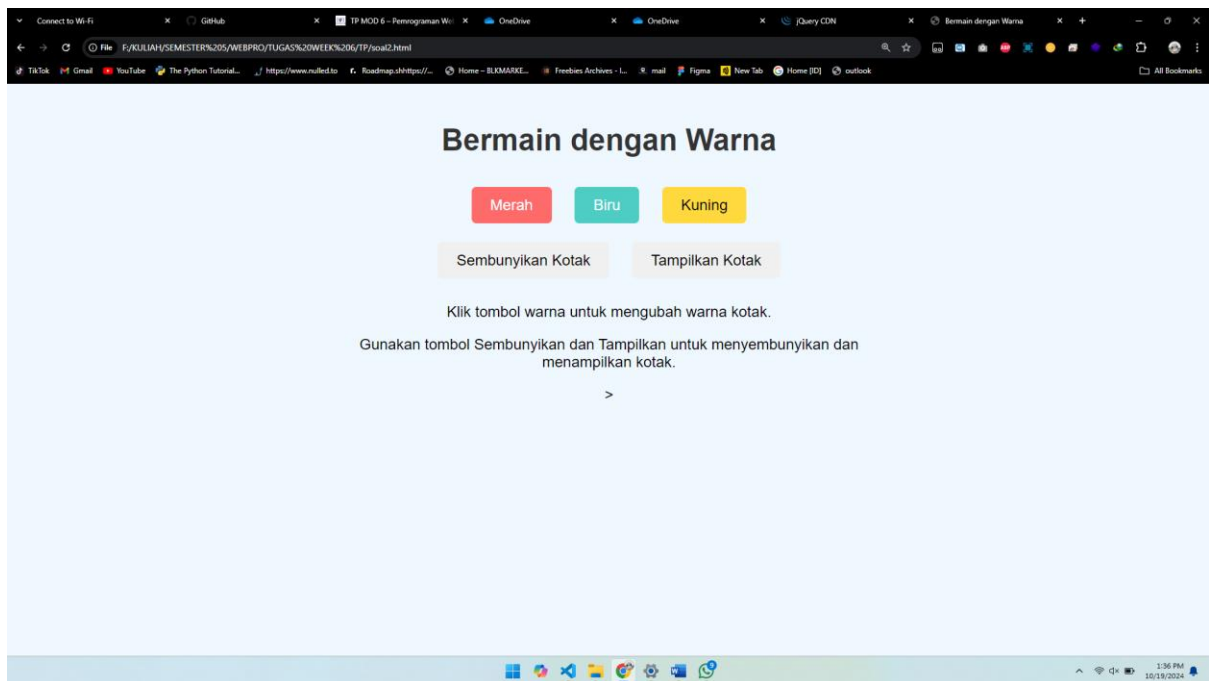 Connect to Wi-Fi
GitHub
TP MOD 6 – Pemrograman We
OneDrive
OneDrive
jQuery CDN
Bermain dengan Warna
File F:/KULIAH/SEMESTER%205/WEBPRO/TUGAS%20WEEK%206/TP/soal2.html
TikTok
Gmail
YouTube
The Python Tutorial...
https://www.nulled.to
Roadmap.shhttps://...
Home – BLKMARKE...
Freebies Archives - I...
mail
Figma
New Tab
Home [ID]
outlook
All Bookmarks
Bermain dengan Warna
Merah Biru Kuning
Sembunyikan Kotak Tampilkan Kotak
Klik tombol warna untuk mengubah warna kotak.
Gunakan tombol Sembunyikan dan Tampilkan untuk menyembunyikan dan
menampilkan kotak.
>
1:36 PM
10/19/2024